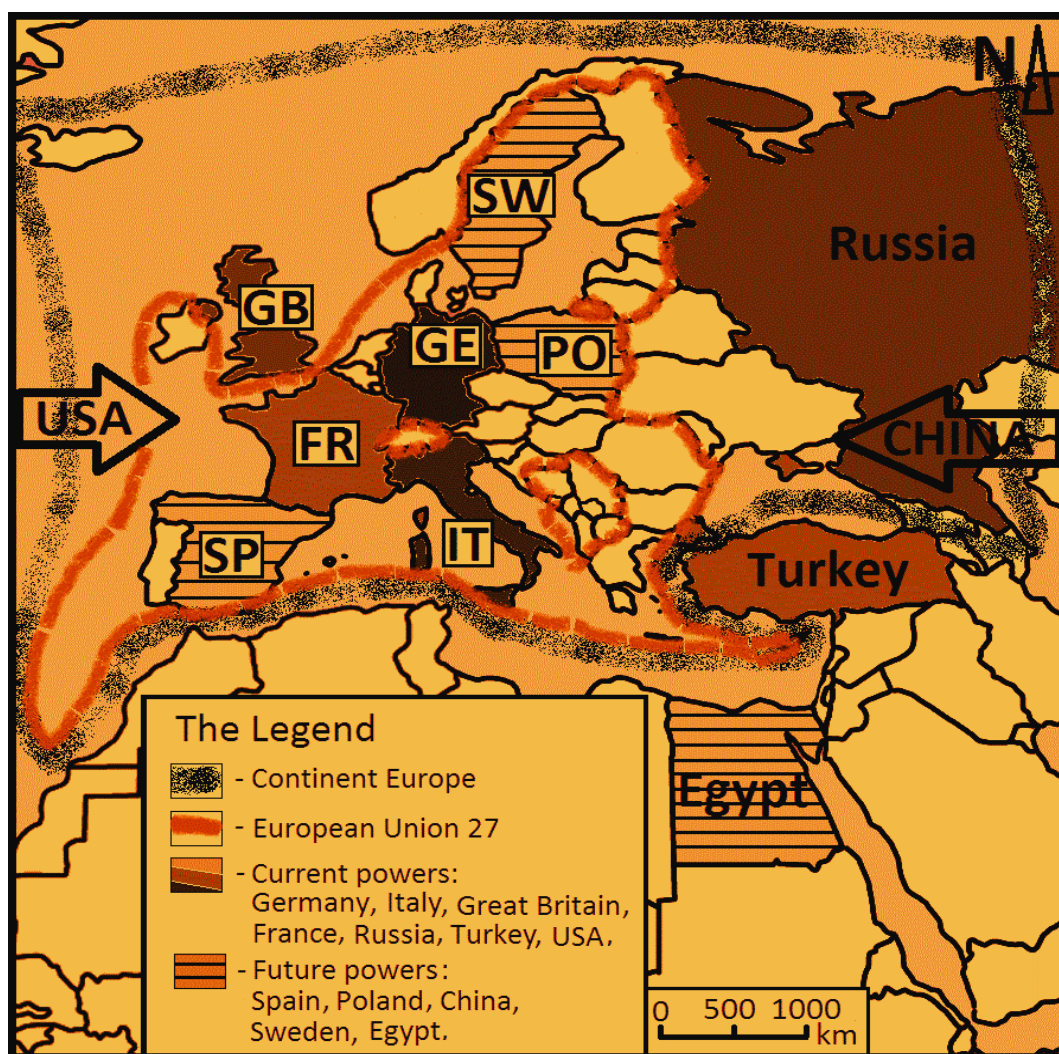 N
SW
Russia
GB
GE
PO
USA
FR
CHINA
SP
IT
Turkey
Egypt
The Legend
- Continent Europe
- European Union 27
- Current powers:
Germany, Italy, Great Britain,
France, Russia, Turkey, USA.
- Future powers:
Spain, Poland, China,
Sweden, Egypt.
0 500 1000
km